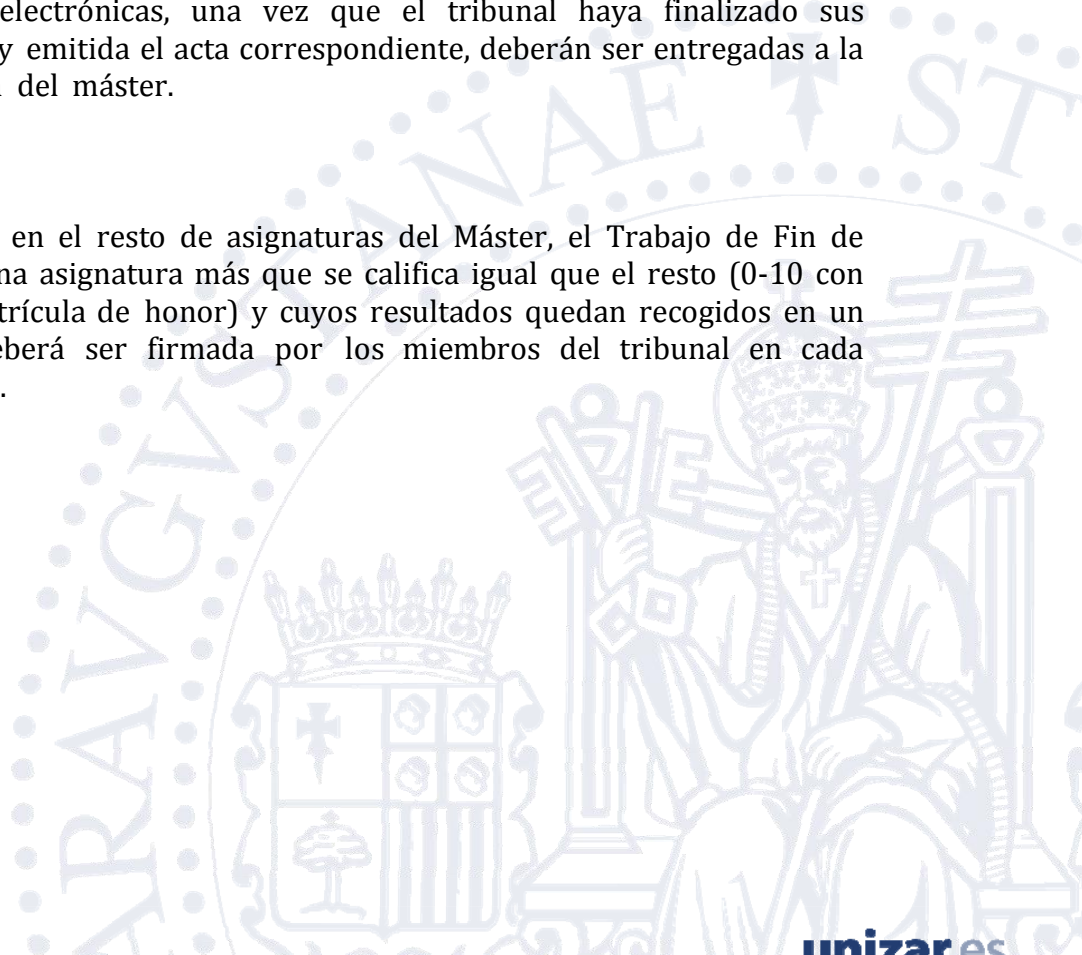 electrónicas, una vez que el tribunal haya finalizado sus
y emitida el acta correspondiente, deberán ser entregadas a la
del máster.
en el resto de asignaturas del Máster, el Trabajo de Fin de
na asignatura más que se califica igual que el resto (0-10 con
trícula de honor) y cuyos resultados quedan recogidos en un
eberá ser firmada por los miembros del tribunal en cada
.
ARAVGVSTANAE ST
unizar.es